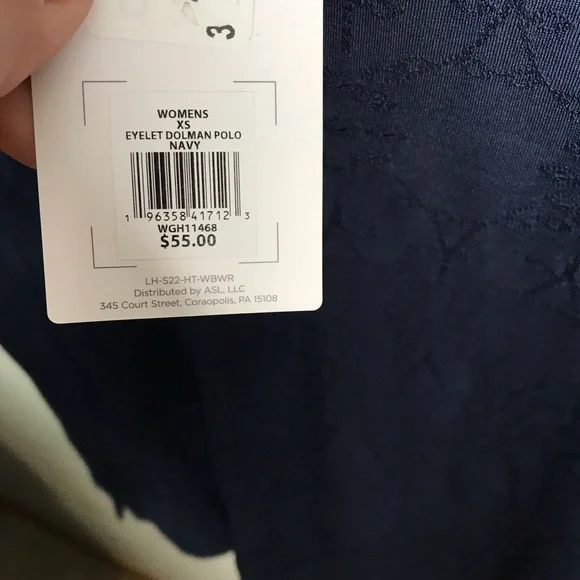 3
WOMENS
XS
EYELET DOLMAN POLO
NAVY
1 96358 41712 3
WGH11468
$55.00
LH-S22-HT-WBWR
Distributed by ASL, LLC
345 Court Street, Coraopolis, PA 15108